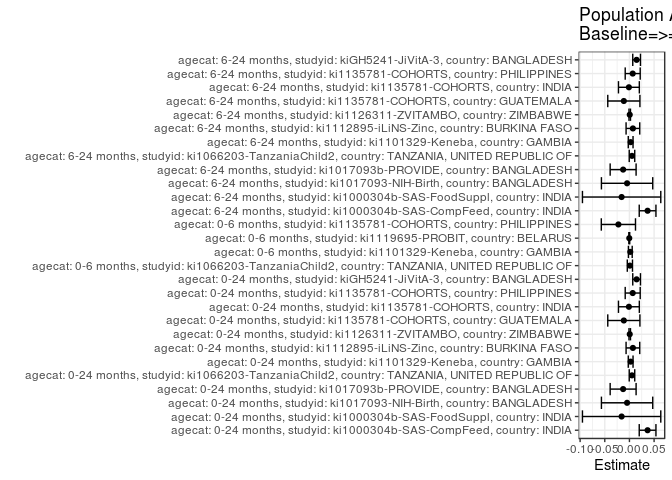 Population A
Baseline=>=
agecat: 6-24 months, studyid: kiGH5241-JiVitA-3, country: BANGLADESH
agecat: 6-24 months, studyid: ki1135781-COHORTS, country: PHILIPPINES
agecat: 6-24 months, studyid: ki1135781-COHORTS, country: INDIA
agecat: 6-24 months, studyid: ki1135781-COHORTS, country: GUATEMALA
agecat: 6-24 months, studyid: ki1126311-ZVITAMBO, country: ZIMBABWE
agecat: 6-24 months, studyid: ki1112895-iLiNS-Zinc, country: BURKINA FASO
agecat: 6-24 months, studyid: ki1101329-Keneba, country: GAMBIA
agecat: 6-24 months, studyid: ki1066203-TanzaniaChild2, country: TANZANIA, UNITED REPUBLIC OF
agecat: 6-24 months, studyid: ki1017093b-PROVIDE, country: BANGLADESH
agecat: 6-24 months, studyid: ki1017093-NIH-Birth, country: BANGLADESH
agecat: 6-24 months, studyid: ki1000304b-SAS-FoodSuppl, country: INDIA
agecat: 6-24 months, studyid: ki1000304b-SAS-CompFeed, country: INDIA
agecat: 0-6 months, studyid: ki1135781-COHORTS, country: PHILIPPINES
agecat: 0-6 months, studyid: ki1119695-PROBIT, country: BELARUS
agecat: 0-6 months, studyid: ki1101329-Keneba, country: GAMBIA
agecat: 0-6 months, studyid: ki1066203-TanzaniaChild2, country: TANZANIA, UNITED REPUBLIC OF
agecat: 0-24 months, studyid: kiGH5241-JiVitA-3, country: BANGLADESH
agecat: 0-24 months, studyid: ki1135781-COHORTS, country: PHILIPPINES
agecat: 0-24 months, studyid: ki1135781-COHORTS, country: INDIA
agecat: 0-24 months, studyid: ki1135781-COHORTS, country: GUATEMALA
agecat: 0-24 months, studyid: ki1126311-ZVITAMBO, country: ZIMBABWE
agecat: 0-24 months, studyid: ki1112895-iLiNS-Zinc, country: BURKINA FASO
agecat: 0-24 months, studyid: ki1101329-Keneba, country: GAMBIA
agecat: 0-24 months, studyid: ki1066203-TanzaniaChild2, country: TANZANIA, UNITED REPUBLIC OF
agecat: 0-24 months, studyid: ki1017093b-PROVIDE, country: BANGLADESH
agecat: 0-24 months, studyid: ki1017093-NIH-Birth, country: BANGLADESH
agecat: 0-24 months, studyid: ki1000304b-SAS-FoodSuppl, country: INDIA
agecat: 0-24 months, studyid: ki1000304b-SAS-CompFeed, country: INDIA
-0.10 -0.05 0.00 0.05
Estimate